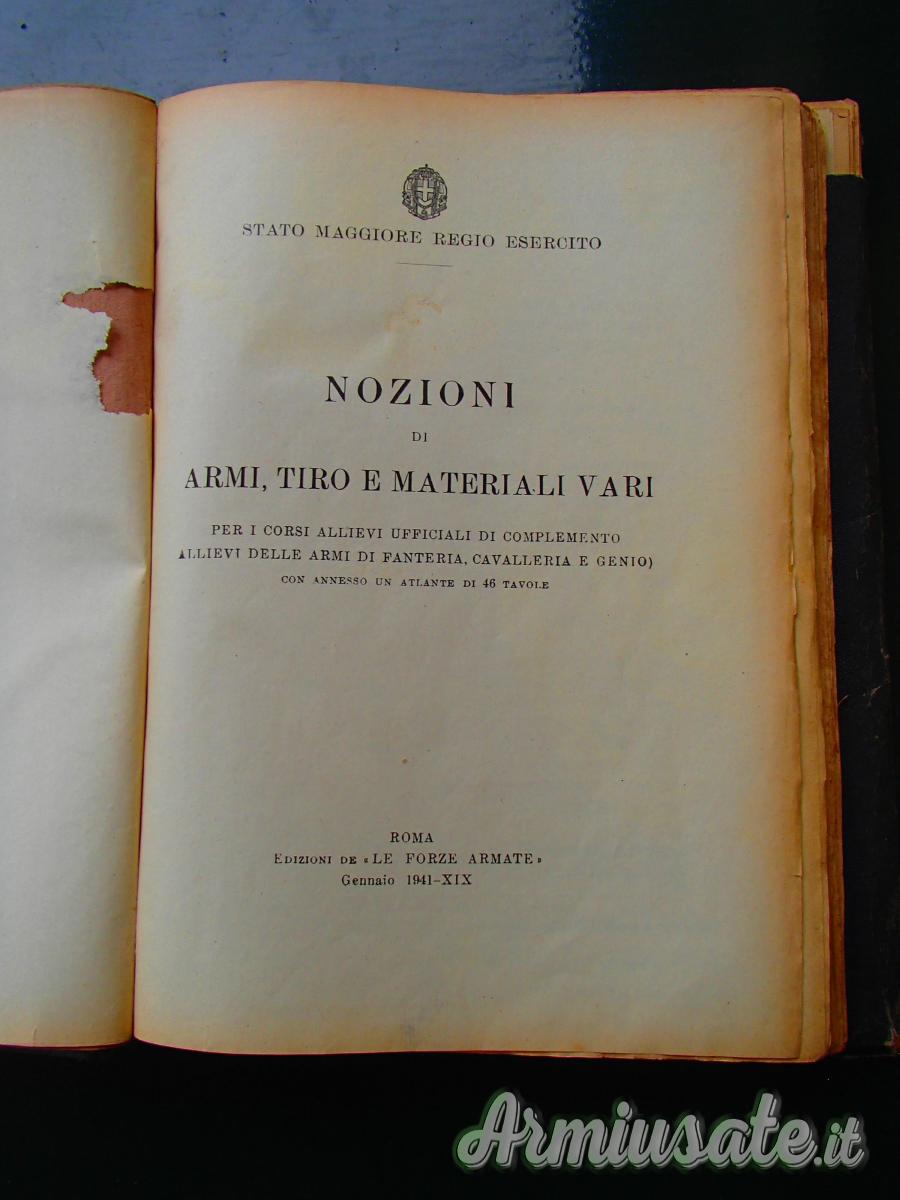 STATO MAGGIORE REGIO ESERCITO
NOZIONI
DI
ARMI, TIRO E MATERIALI VARI
PER I CORSI ALLIEVI UFFICIALI DI COMPLEMENTO
ALLIEVI DELLE ARMI DI FANTERIA, CAVALLERIA E GENIO)
CON ANNESSO UN ATLANTE DI 46 TAVOLE
ROMA
EDIZIONI DE «LE FORZE ARMATE»
Gennaio 1941-XIX
Armiusate.it